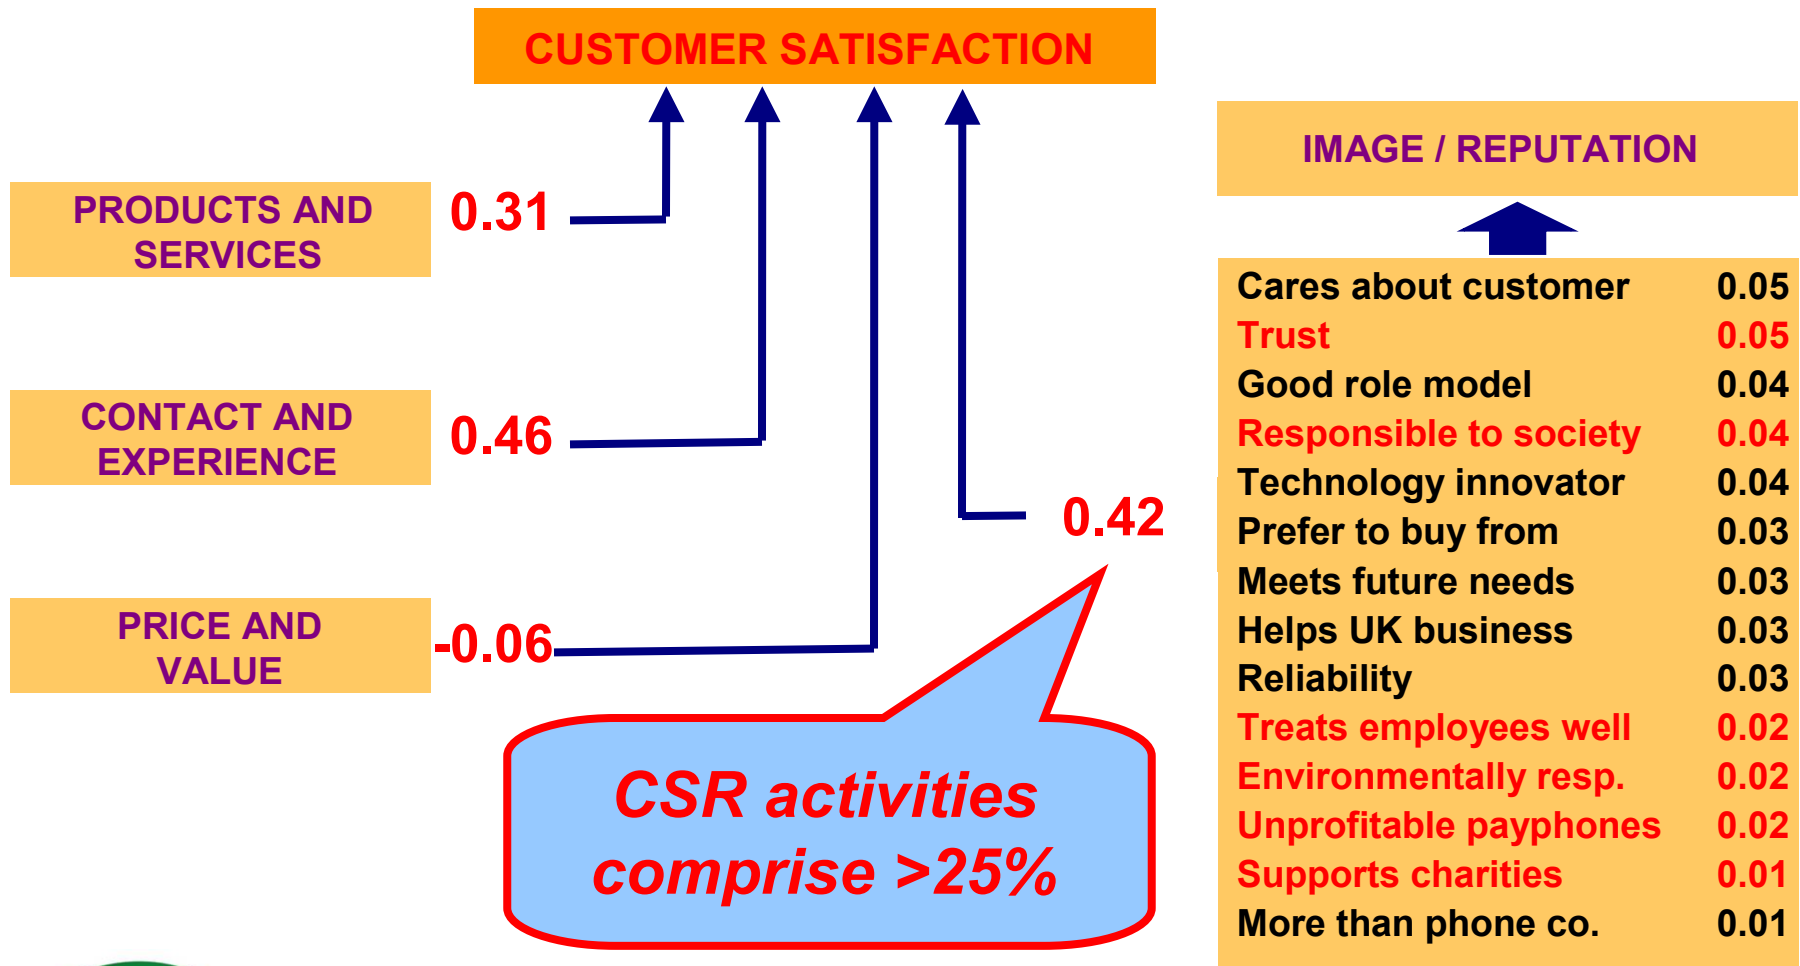 CUSTOMER SATISFACTION
PRODUCTS AND
SERVICES
0.31
CONTACT AND
EXPERIENCE
0.46
PRICE AND
VALUE
-0.06
0.42
CSR activities
comprise >25%
IMAGE / REPUTATION
Cares about customer 0.05
Trust 0.05
Good role model 0.04
Responsible to society 0.04
Technology innovator 0.04
Prefer to buy from 0.03
Meets future needs 0.03
Helps UK business 0.03
Reliability 0.03
Treats employees well 0.02
Environmentally resp. 0.02
Unprofitable payphones 0.02
Supports charities 0.01
More than phone co. 0.01